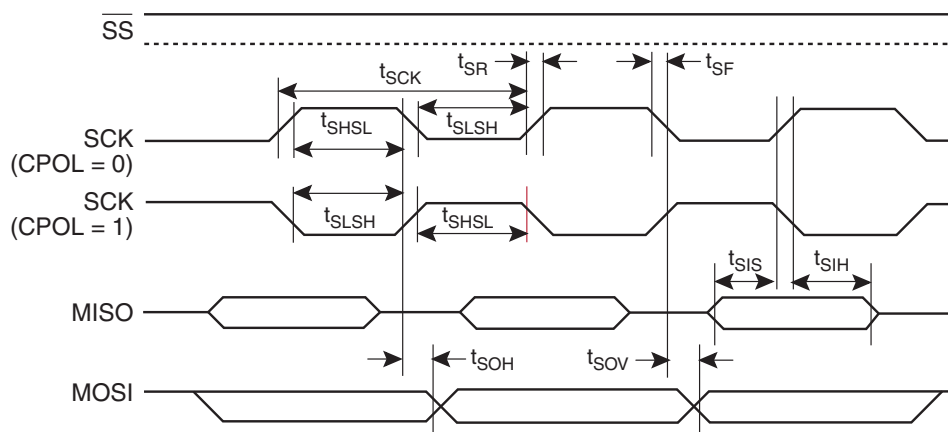 SS
tSCK
tSR
tSF
SCK
(CPOL = 0)
tSHSL
tSLSH
SCK
(CPOL = 1)
tSLSH
tSHSL
tSIS
tSIH
MISO
tSOH
tSOV
MOSI